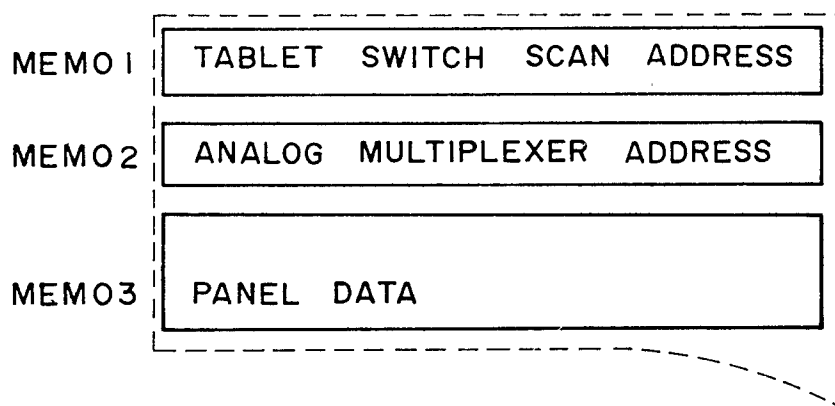 MEMO1 TABLET SWITCH SCAN ADDRESS
MEMO2 ANALOG MULTIPLEXER ADDRESS
MEMO3 PANEL DATA